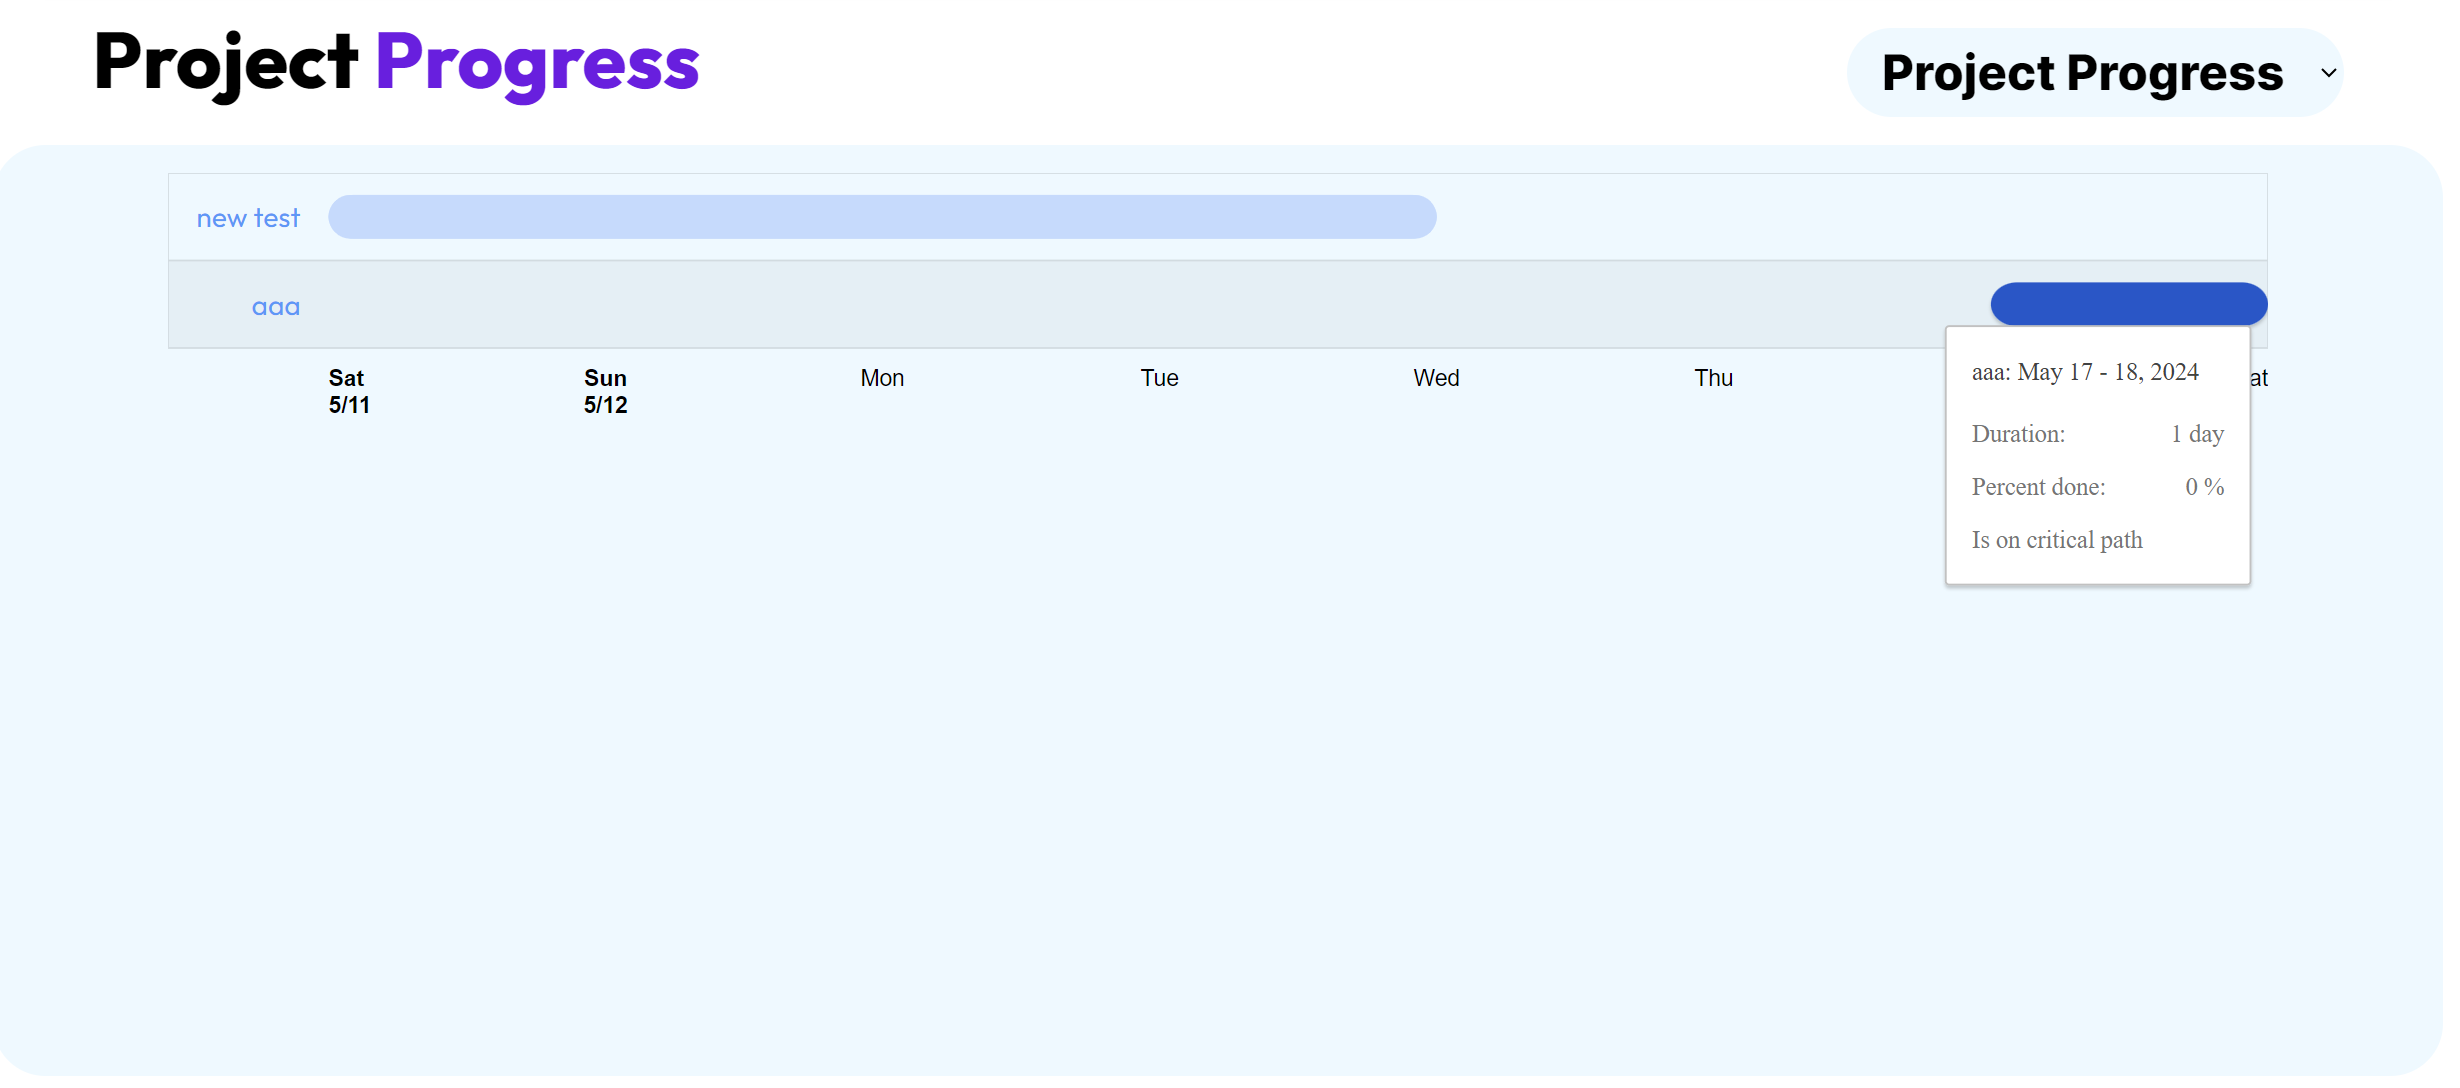 Project Progress
Project Progress
new test
aaa
Sat Sun Mon Tue Wed Thu at
5/11 5/12
aaa: May 17 - 18, 2024
Duration: 1 day
Percent done: 0 %
Is on critical path